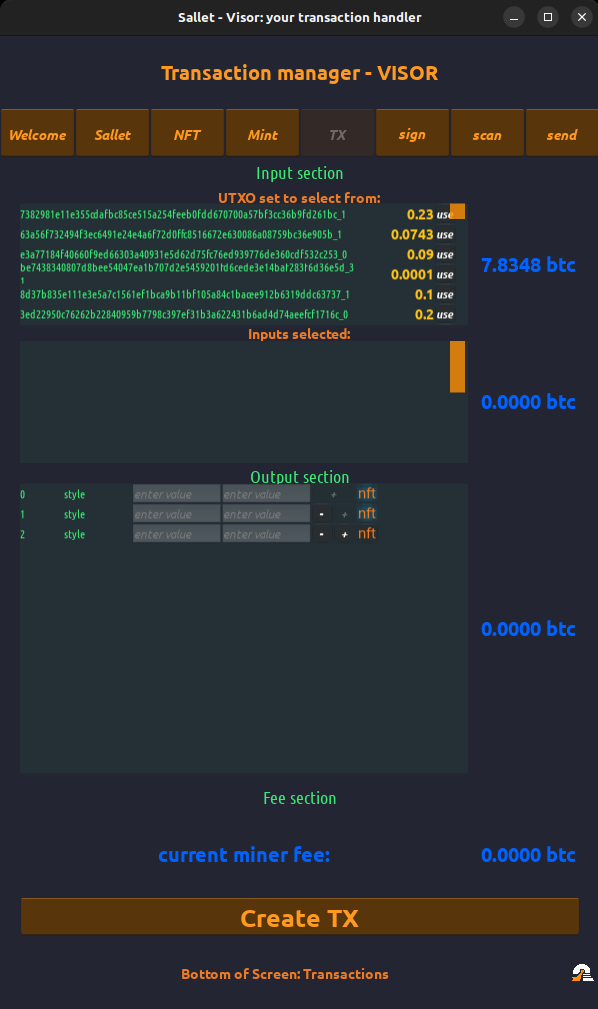 Sallet - Visor: your transaction handler
Transaction manager - VISOR
Welcome Sallet NFT Mint TX sign scan send
Input section
UTXO set to select from:
7382981e11e355cdafbc85ce515a254feeb0fdd670700a57bf3cc36b9fd261bc_1 0.23 use
63a56f732494f3ec6491e24e4a6f72d0ffc8516672e630086a08759bc36e905b_1 0.0743 use
e3a77184f40660f9ed66303a40931e5d62d75fc76ed939776de360cdf532c253_0 0.09 use
7.8348 btc
be7438340807d8bee54047ea1b707d2e5459201fd6cede3e14baf283f6d36e5d_3
1 0.0001 use
8d37b835e111e3e5a7c1561ef1bca9b11bf105a84c1bacee912b6319ddc63737_1 0.1 use
3ed22950c76262b22840959b7798c397ef31b3a622431b6ad4d74aeefcf1716c_0 0.2 use
Inputs selected:
0.0000 btc
Output section
0 style enter value enter value + nft
1 style enter value enter value - + nft
2 style enter value enter value - + nft
0.0000 btc
Fee section
current miner fee: 0.0000 btc
Create TX
Bottom of Screen: Transactions